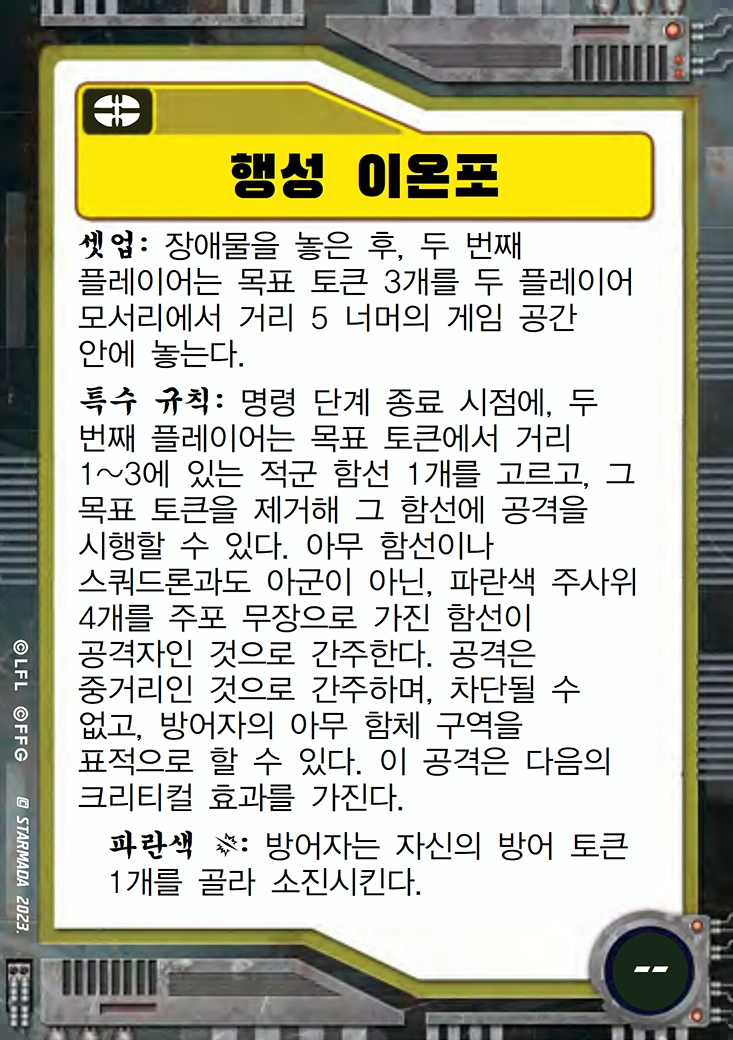 행성 이온포
셋업: 장애물을 놓은 후, 두 번째
플레이어는 목표 토큰 3개를 두 플레이어
모서리에서 거리 5 너머의 게임 공간
안에 놓는다.
특수 규칙: 명령 단계 종료 시점에, 두
번째 플레이어는 목표 토큰에서 거리
1~3에 있는 적군 함선 1개를 고르고, 그
목표 토큰을 제거해 그 함선에 공격을
시행할 수 있다. 아무 함선이나
스쿼드론과도 아군이 아닌, 파란색 주사위
4개를 주포 무장으로 가진 함선이
공격자인 것으로 간주한다. 공격은
중거리인 것으로 간주하며, 차단될 수
없고, 방어자의 아무 함체 구역을
표적으로 할 수 있다. 이 공격은 다음의
크리티컬 효과를 가진다.
파란색 : 방어자는 자신의 방어 토큰
1개를 골라 소진시킨다.
--
©LFL ©FFG
© STARMADA 2023.